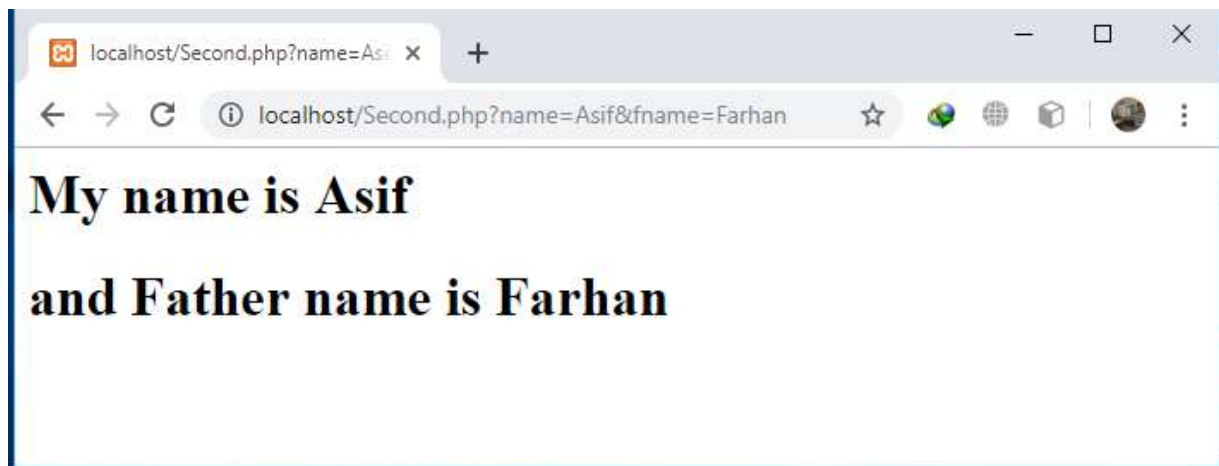 localhost/Second.php?name=As
localhost/Second.php?name=Asif&fname=Farhan
My name is Asif
and Father name is Farhan